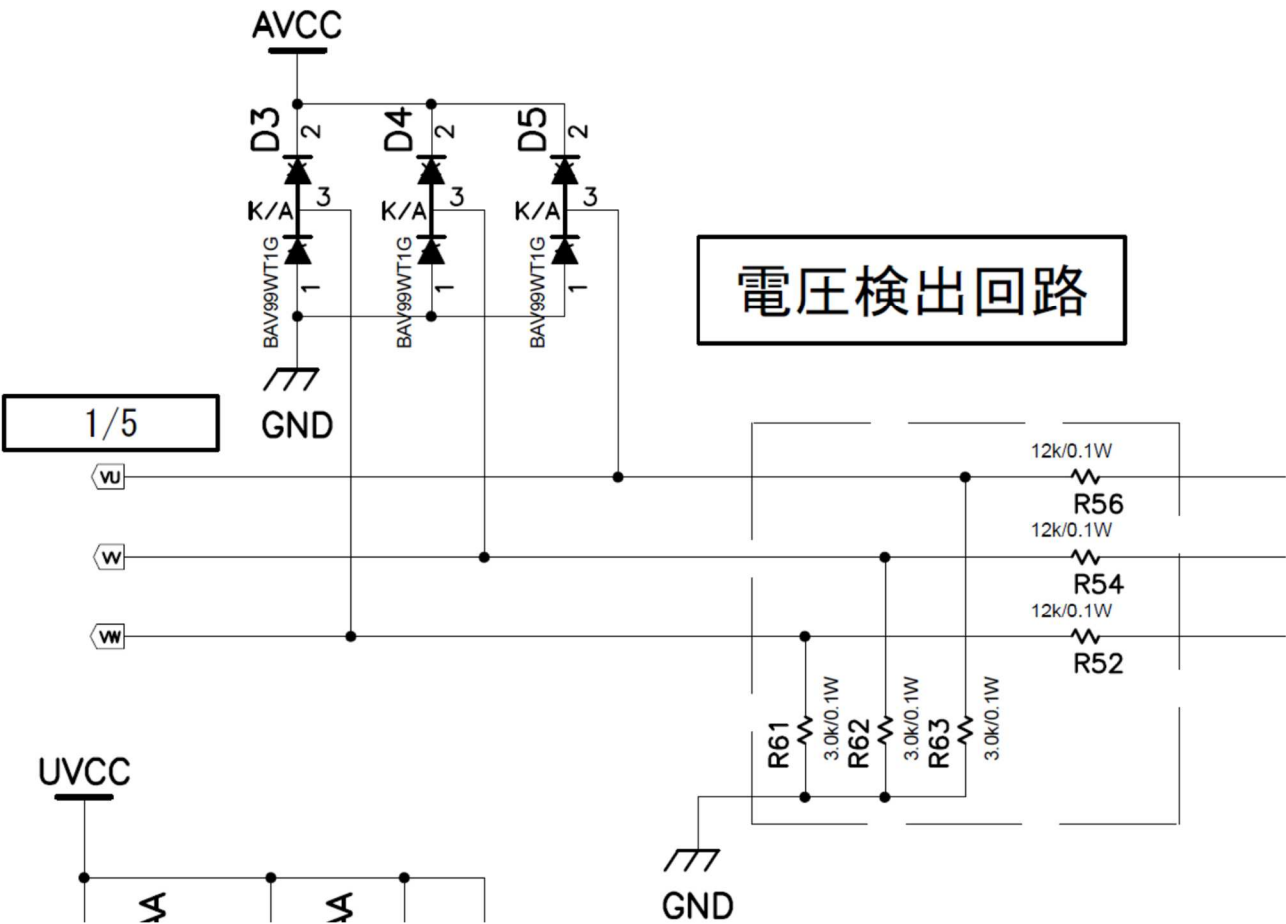 AVCC
D3
2
D4
2
D5
2
K/A
3
K/A
3
K/A
3
BAV99WT1G
1
BAV99WT1G
1
BAV99WT1G
1
GND
電圧検出回路
1/5
VU
VV
VW
12k/0.1W
R56
12k/0.1W
R54
12k/0.1W
R52
R61
3.0k/0.1W
R62
3.0k/0.1W
R63
3.0k/0.1W
GND
UVCC